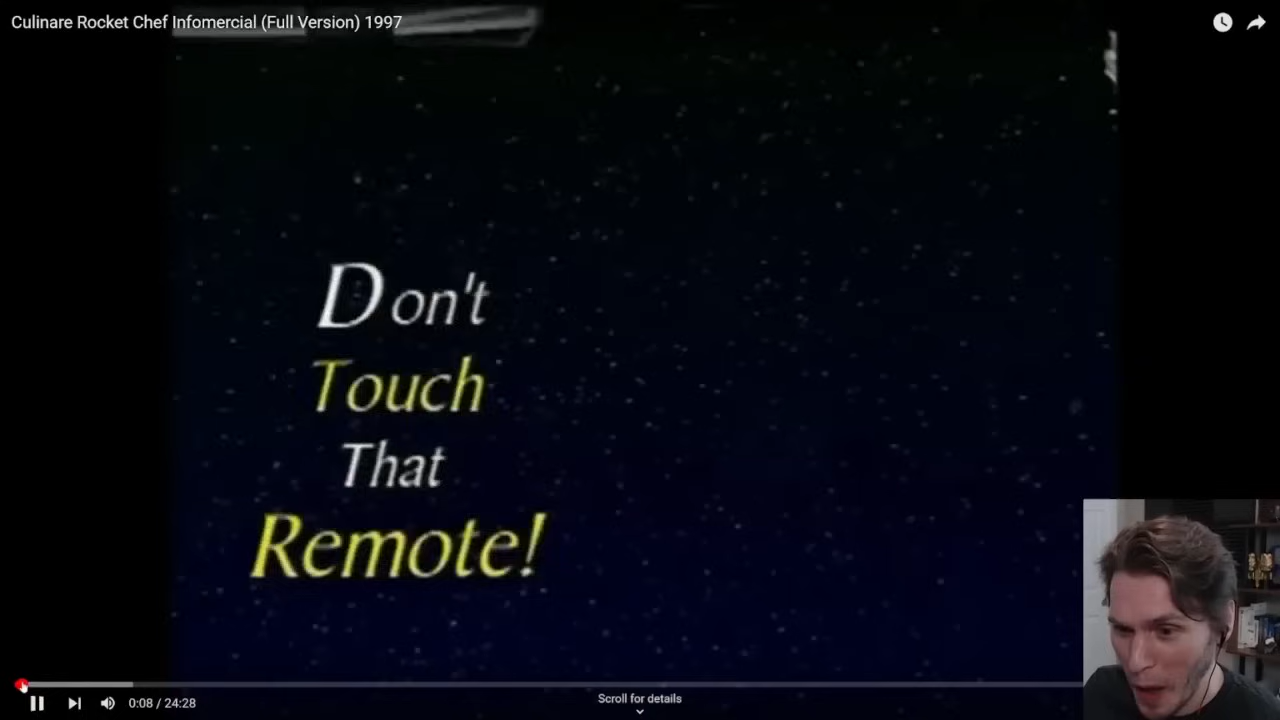 Culinare Rocket Chef Infomercial (Full Version) 1997
Don't
Touch
That
Remote!
0:08 / 24:28
Scroll for details